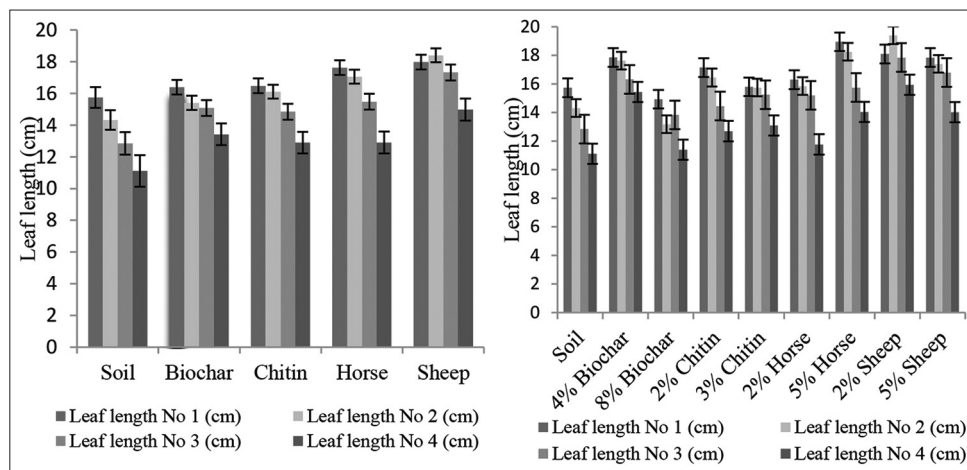 Leaf length (cm)
20
18
16
14
12
10
8
6
4
2
0
Soil Biochar Chitin Horse Sheep
Leaf length No 1 (cm) Leaf length No 2 (cm)
Leaf length No 3 (cm) Leaf length No 4 (cm)
Leaf length (cm)
20
18
16
14
12
10
8
6
4
2
0
Soil
4% Biochar
8% Biochar
2% Chitin
3% Chitin
2% Horse
5% Horse
2% Sheep
5% Sheep
Leaf length No 1 (cm) Leaf length No 2 (cm)
Leaf length No 3 (cm) Leaf length No 4 (cm)